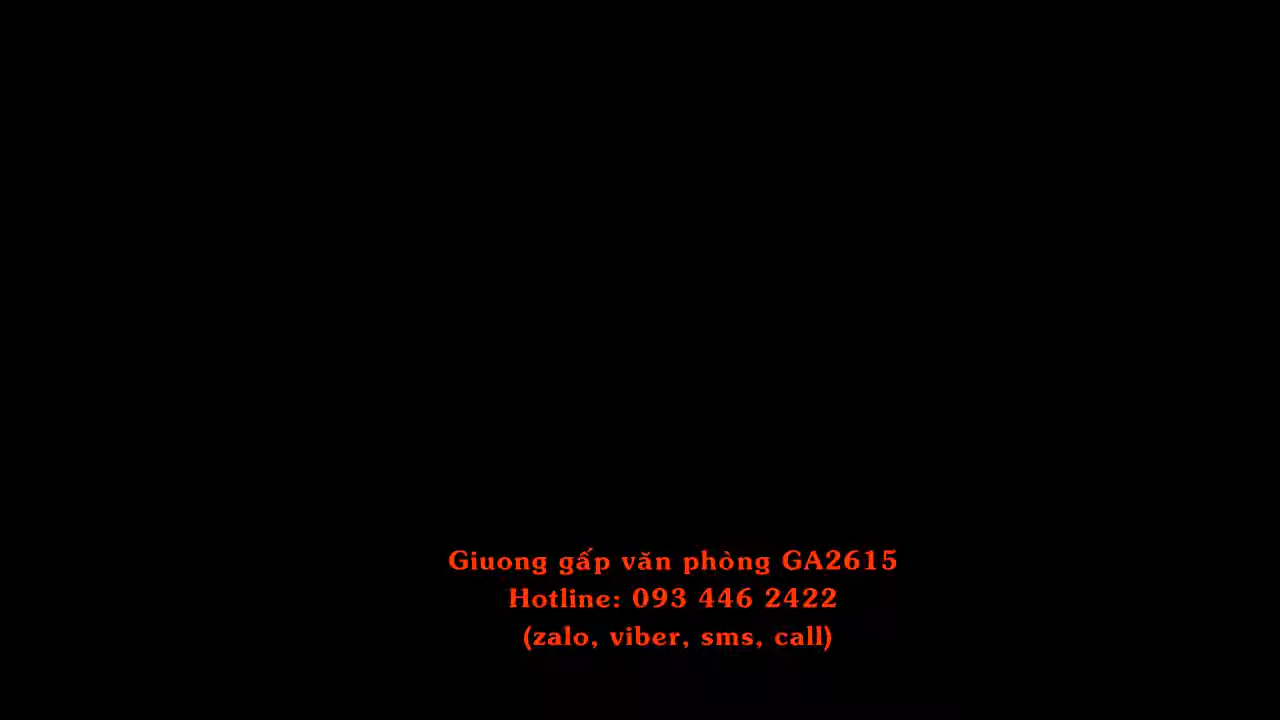 Giuong gấp văn phòng GA2615
Hotline: 093 446 2422
(zalo, viber, sms, call)